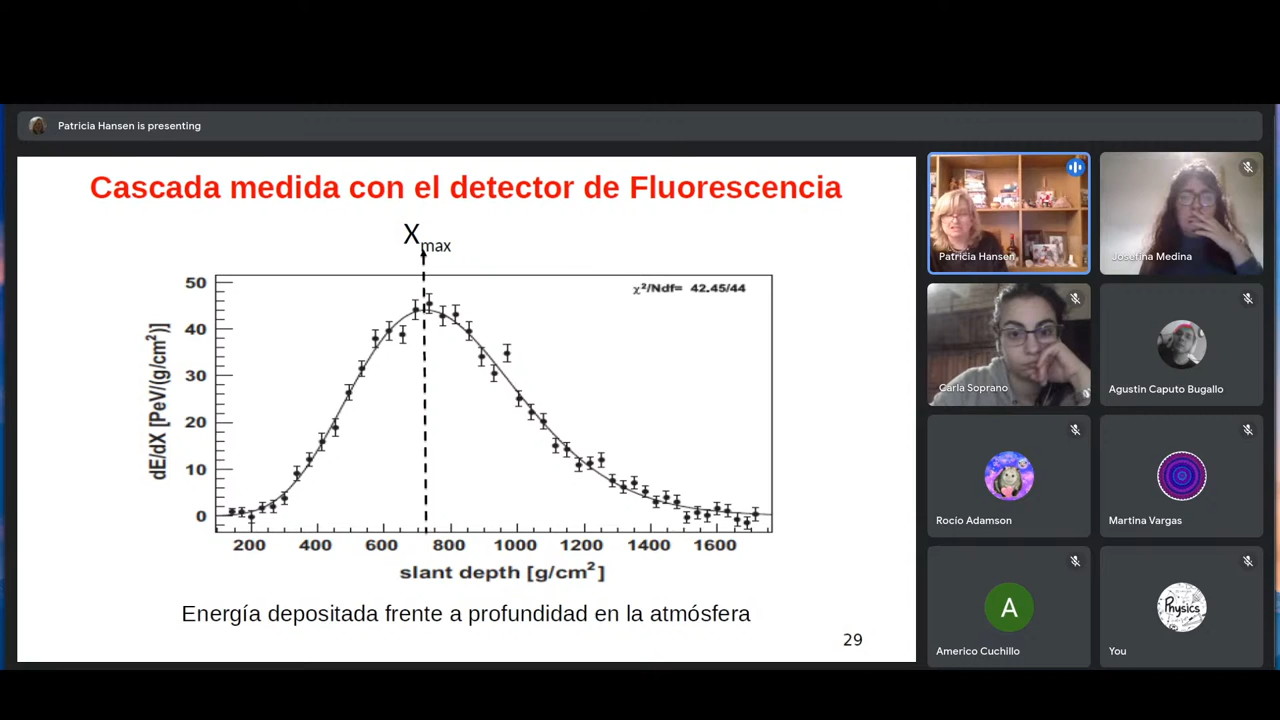 Patricia Hansen is presenting
Cascada medida con el detector de Fluorescencia
Xmax
χ²/Ndf= 42.45/44
50
40
30
20
10
0
dE/dX [PeV/(g/cm²)]
200 400 600 800 1000 1200 1400 1600
slant depth [g/cm²]
Energía depositada frente a profundidad en la atmósfera
29
Patricia Hansen
Josefina Medina
Carla Soprano
Agustin Caputo Bugallo
Rocío Adamson
Martina Vargas
A
Americo Cuchillo
Physics
You